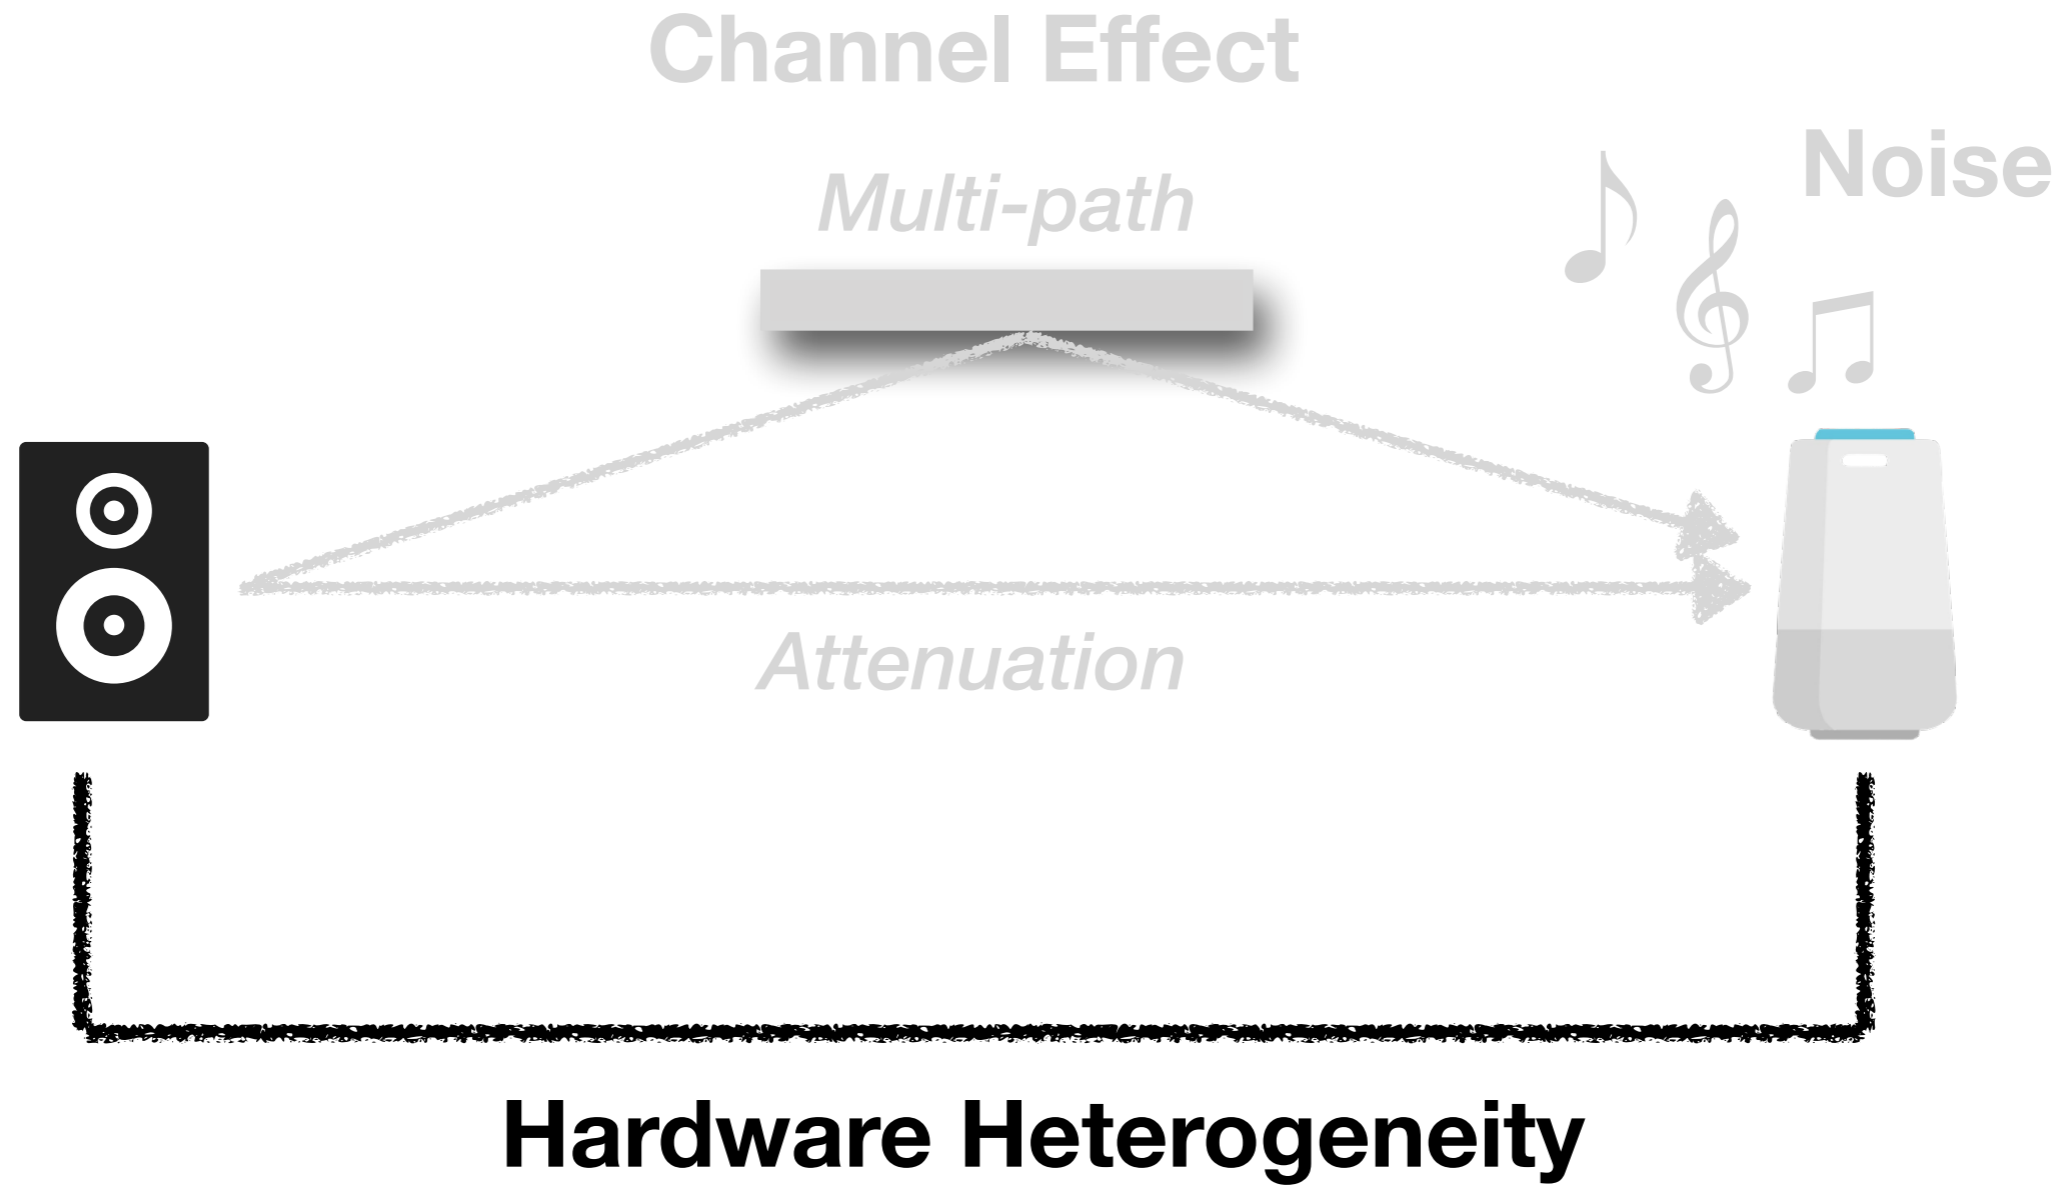 Channel Effect
Noise
Multi-path
Attenuation
Hardware Heterogeneity